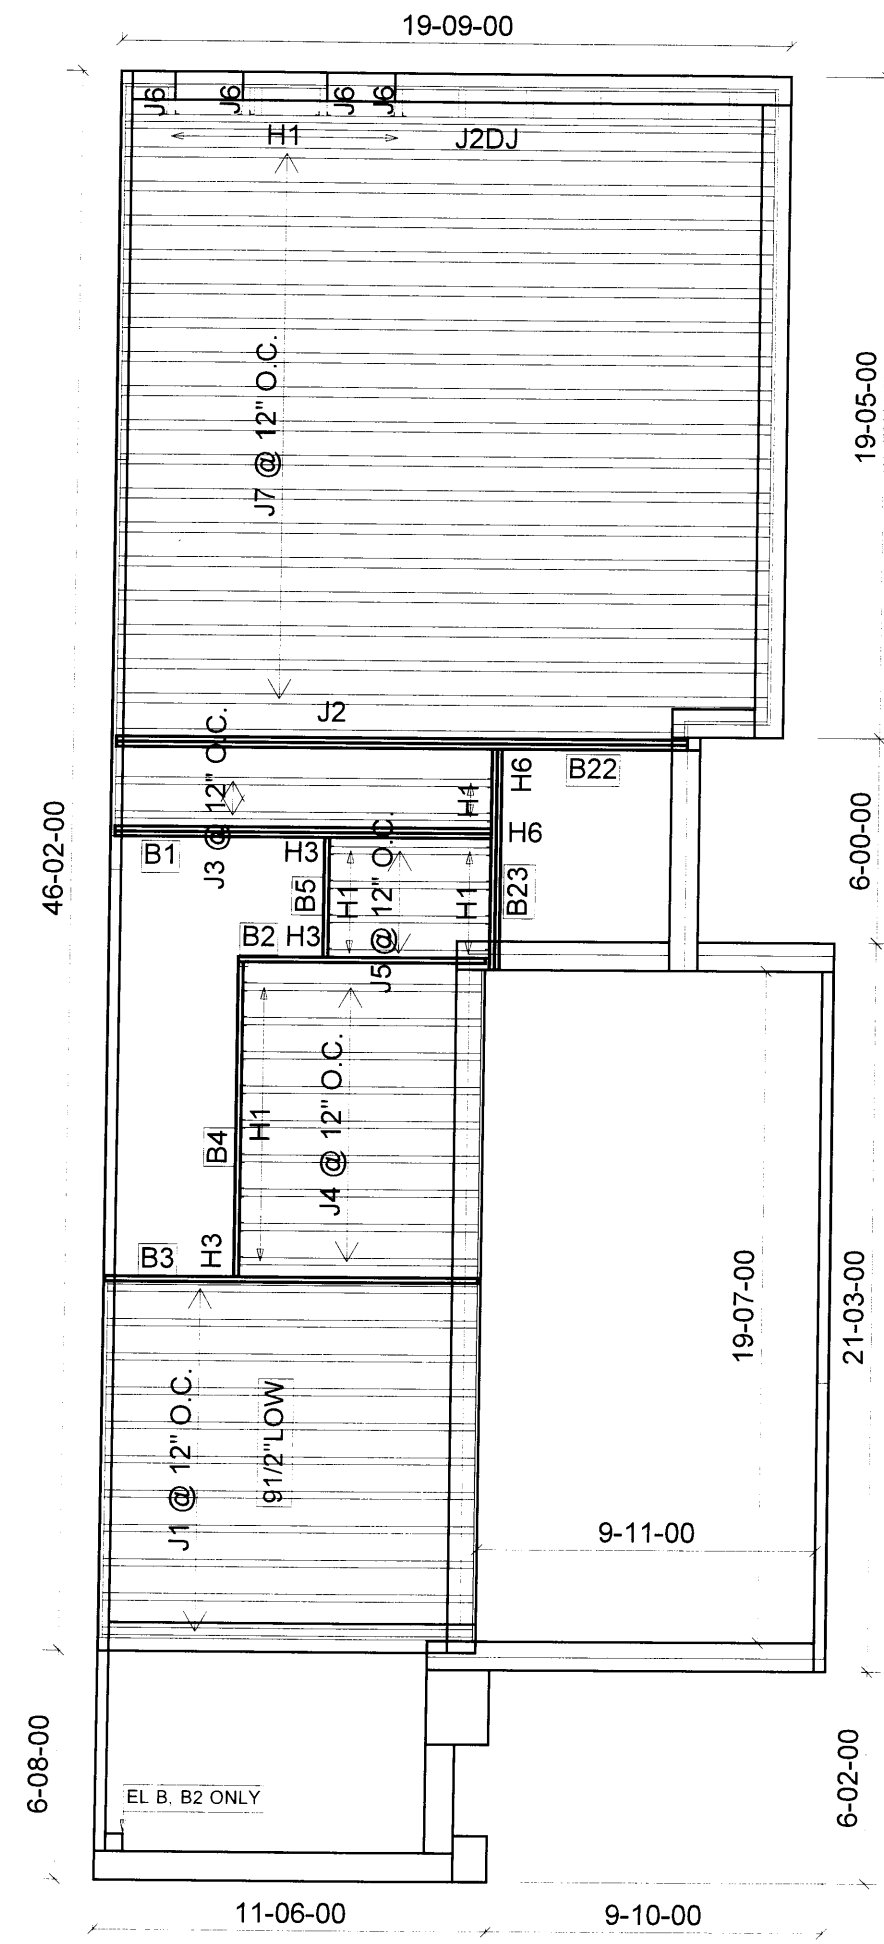 19-09-00
J6
J6
J6
J6
H1
J2DJ
J7 @ 12" O.C.
19-05-00
J2
J3 @ 12" O.C.
H6
B22
H1
46-02-00
6-00-00
B1
H3
H6
B5
H1
J5 @ 12" O.C.
H1
B23
B2
H3
J4 @ 12" O.C.
H1
B4
B3
H3
19-07-00
21-03-00
J1 @ 12" O.C.
91/2"LOW
9-11-00
6-08-00
EL B, B2 ONLY
6-02-00
11-06-00
9-10-00